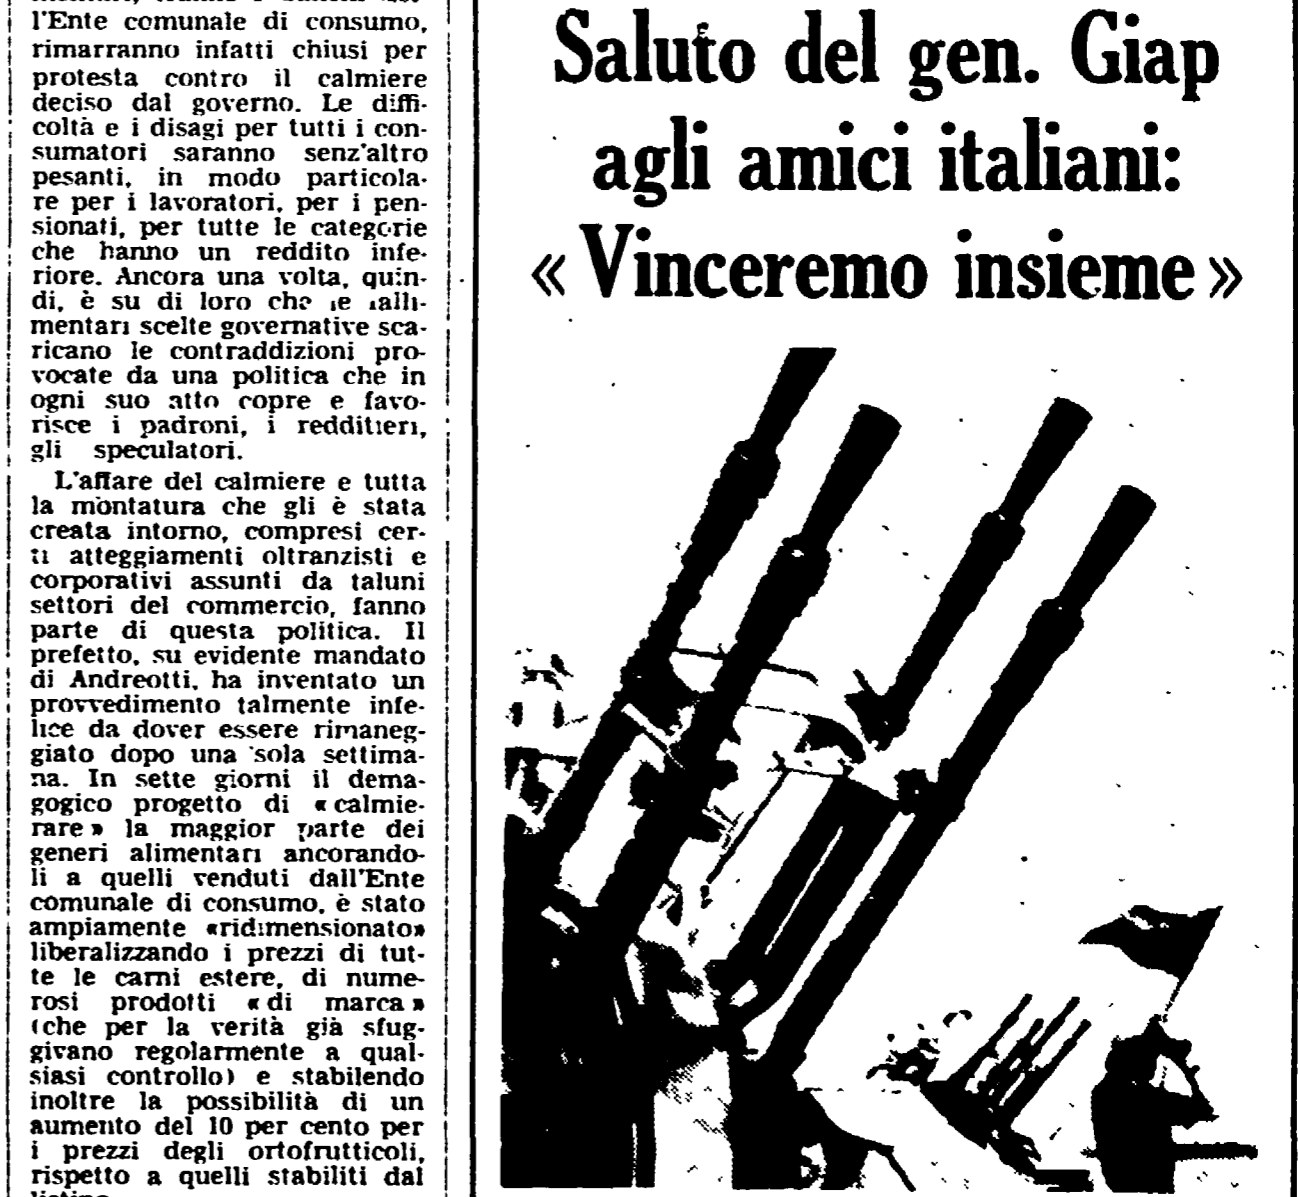 l'Ente comunale di consumo,
rimarranno infatti chiusi per
protesta contro il calmiere
deciso dal governo. Le diffi-
coltà e i disagi per tutti i con-
sumatori saranno senz'altro
pesanti, in modo particola-
re per i lavoratori, per i pen-
sionati, per tutte le categorie
che hanno un reddito infe-
riore. Ancora una volta, quin-
di, è su di loro che le falli-
mentari scelte governative sca-
ricano le contraddizioni pro-
vocate da una politica che in
ogni suo atto copre e favo-
risce i padroni, i redditieri,
gli speculatori.
L'affare del calmiere e tutta
la montatura che gli è stata
creata intorno, compresi cer-
ti atteggiamenti oltranzisti e
corporativi assunti da taluni
settori del commercio, fanno
parte di questa politica. Il
prefetto, su evidente mandato
di Andreotti, ha inventato un
provvedimento talmente infe-
lice da dover essere rimaneg-
giato dopo una sola settima-
na. In sette giorni il dema-
gogico progetto di «calmie-
rare» la maggior parte dei
generi alimentari ancorando-
li a quelli venduti dall'Ente
comunale di consumo, è stato
ampiamente «ridimensionato»
liberalizzando i prezzi di tut-
te le carni estere, di nume-
rosi prodotti «di marca»
(che per la verità già sfug-
givano regolarmente a qual-
siasi controllo) e stabilendo
inoltre la possibilità di un
aumento del 10 per cento per
i prezzi degli ortofrutticoli,
rispetto a quelli stabiliti dal
Saluto del gen. Giap
agli amici italiani:
«Vinceremo insieme»